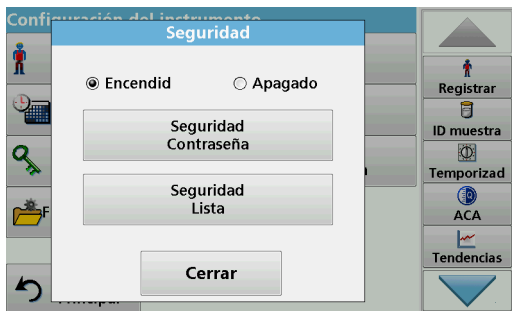 Configuración del instrumento
Seguridad
Encendid
Apagado
Seguridad
Contraseña
Seguridad
Lista
Cerrar
F
Principal
Registrar
ID muestra
Temporizad
ACA
Tendencias